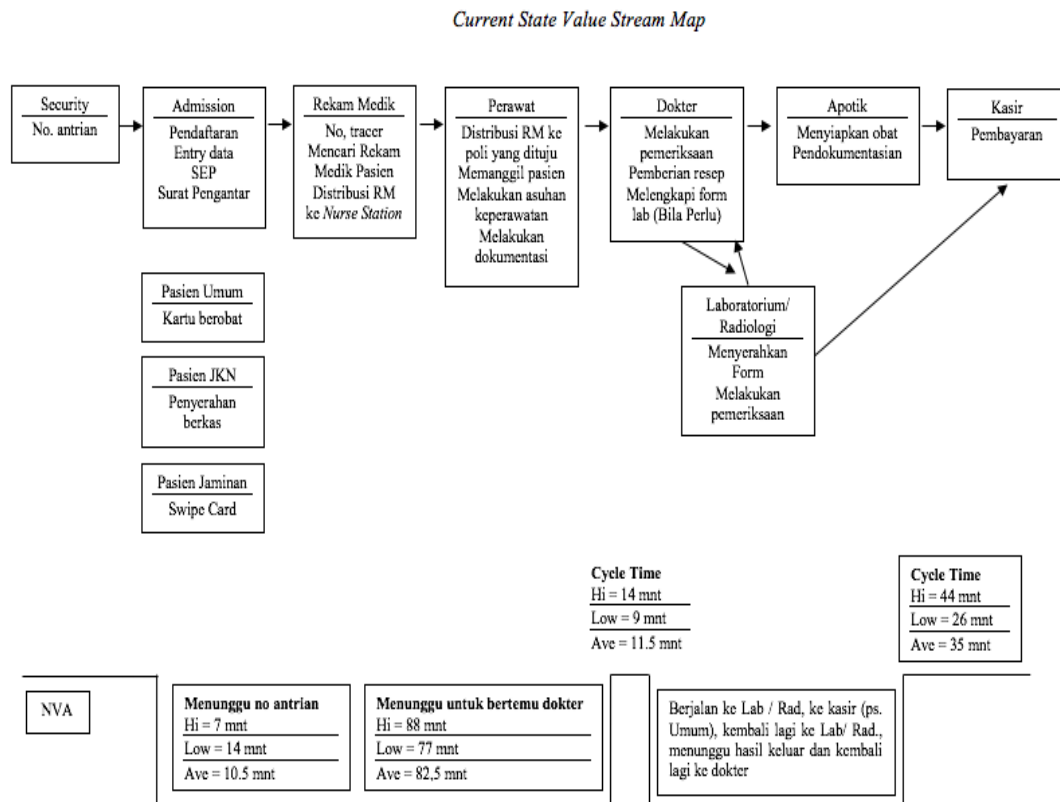 Current State Value Stream Map
Security
No. antrian
Admission
Pendaftaran
Entry data
SEP
Surat Pengantar
Rekam Medik
No, tracer
Mencari Rekam
Medik Pasien
Distribusi RM
ke Nurse Station
Perawat
Distribusi RM ke
poli yang dituju
Memanggil pasien
Melakukan asuhan
keperawatan
Melakukan
dokumentasi
Dokter
Melakukan
pemeriksaan
Pemberian resep
Melengkapi form
lab (Bila Perlu)
Apotik
Menyiapkan obat
Pendokumentasian
Kasir
Pembayaran
Pasien Umum
Kartu berobat
Pasien JKN
Penyerahan
berkas
Pasien Jaminan
Swipe Card
Laboratorium/
Radiologi
Menyerahkan
Form
Melakukan
pemeriksaan
Cycle Time
Hi = 14 mnt
Low = 9 mnt
Ave = 11.5 mnt
Cycle Time
Hi = 44 mnt
Low = 26 mnt
Ave = 35 mnt
NVA
Menunggu no antrian
Hi = 7 mnt
Low = 14 mnt
Ave = 10.5 mnt
Menunggu untuk bertemu dokter
Hi = 88 mnt
Low = 77 mnt
Ave = 82,5 mnt
Berjalan ke Lab / Rad, ke kasir (ps.
Umum), kembali lagi ke Lab/ Rad.,
menunggu hasil keluar dan kembali
lagi ke dokter